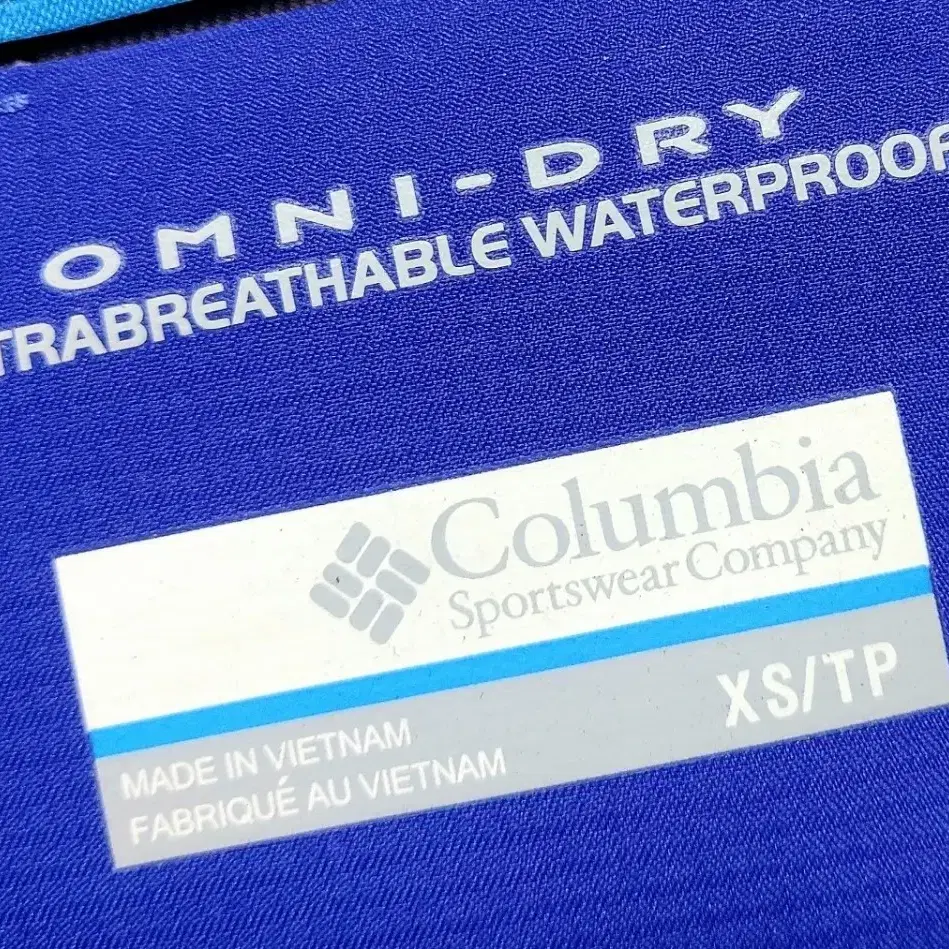 OMNI-DRY
TRABREATHABLE WATERPROOF
Columbia
Sportswear Company
XS/TP
MADE IN VIETNAM
FABRIQUÉ AU VIETNAM